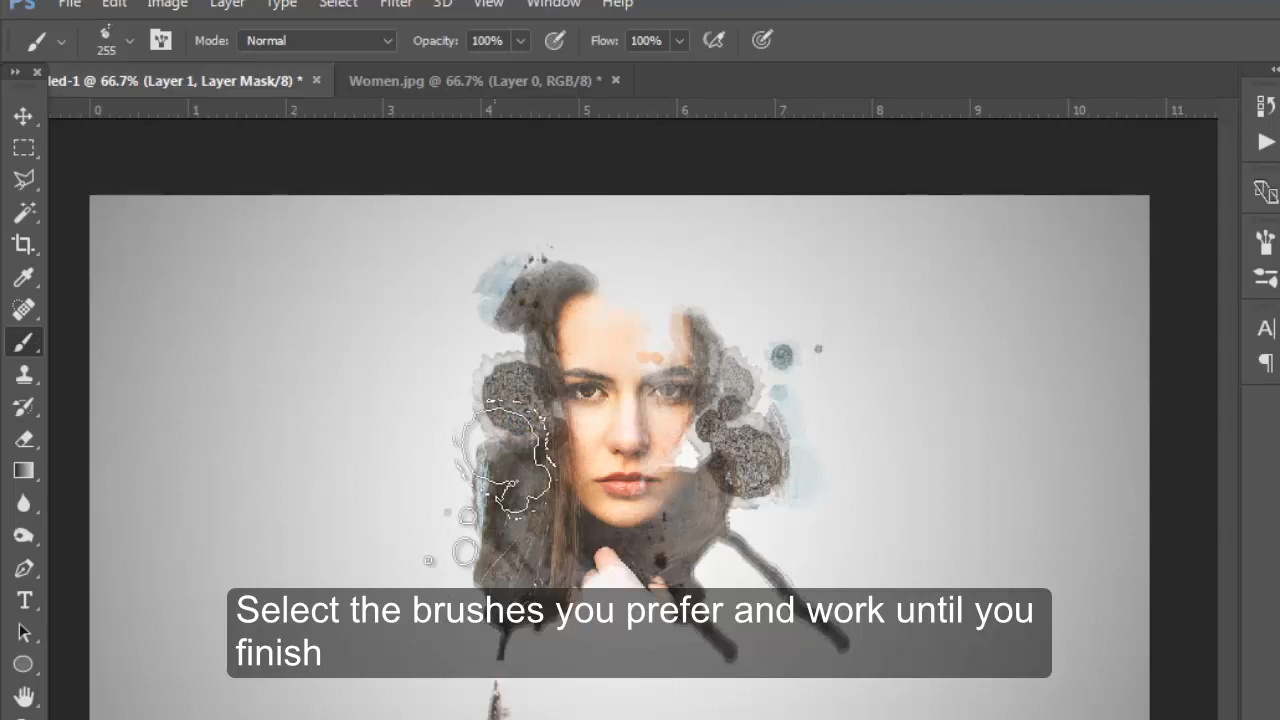 Ps File Edit Image Layer Type Select Filter 3D View Window Help
255 Mode: Normal Opacity: 100% Flow: 100%
led-1 @ 66.7% (Layer 1, Layer Mask/8) * × Women.jpg @ 66.7% (Layer 0, RGB/8) * ×
0 1 2 3 4 5 6 7 8 9 10 11
Select the brushes you prefer and work until you
finish